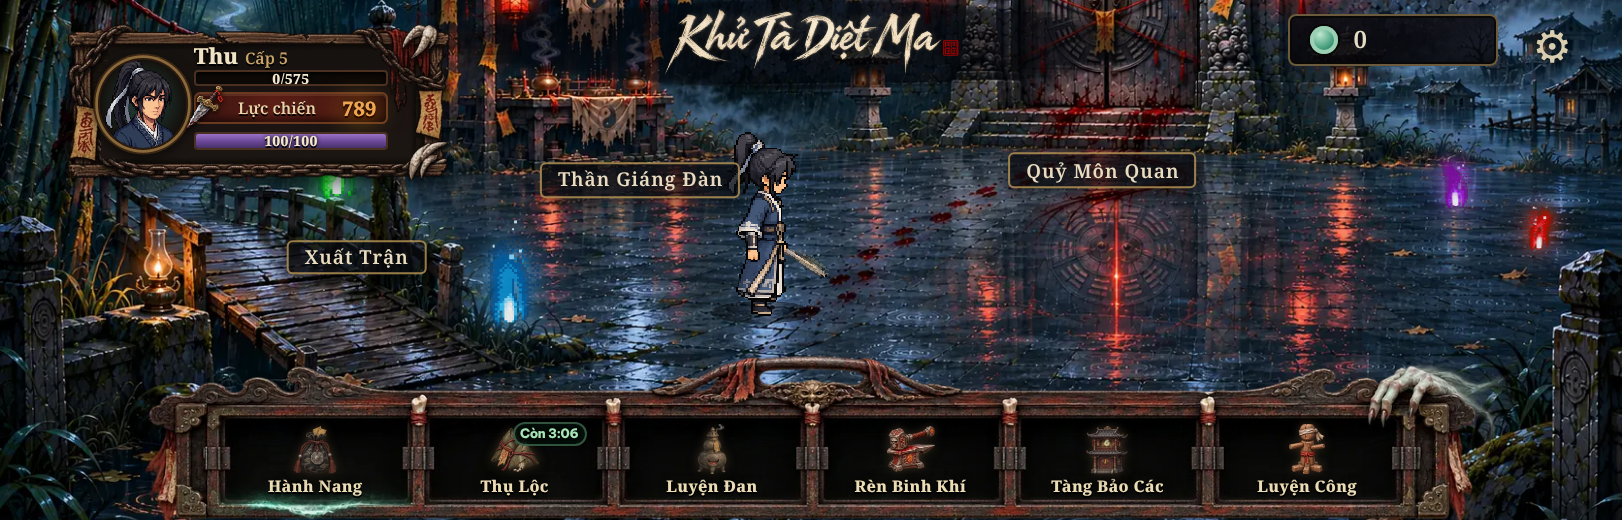 Khử Tà Diệt Ma
Thu Cấp 5
0/575
Lực chiến 789
100/100
0
Thần Giáng Đàn
Quỷ Môn Quan
Xuất Trận
Còn 3:06
Hành Nang
Thụ Lộc
Luyện Đan
Rèn Binh Khí
Tàng Bảo Các
Luyện Công